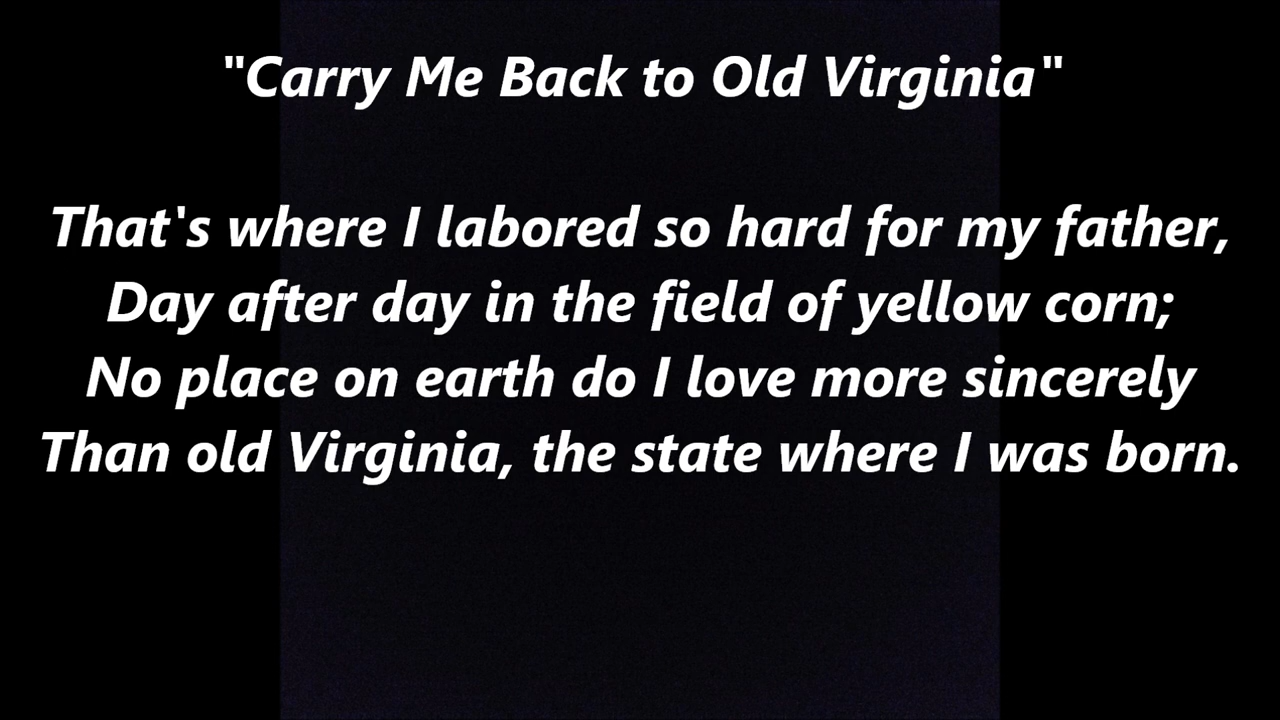 "Carry Me Back to Old Virginia"
That's where I labored so hard for my father,
Day after day in the field of yellow corn;
No place on earth do I love more sincerely
Than old Virginia, the state where I was born.